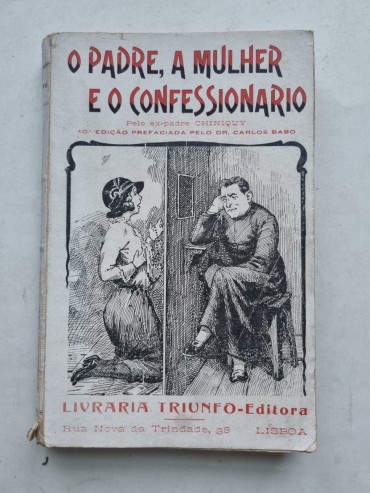 O PADRE, A MULHER
E O CONFESSIONARIO
Pelo ex-padre CHINIQUY
10.ª EDIÇÃO PREFACIADA PELO DR. CARLOS BABO
LIVRARIA TRIUNFO-Editora
Rua Nova da Trindade, 38 LISBOA